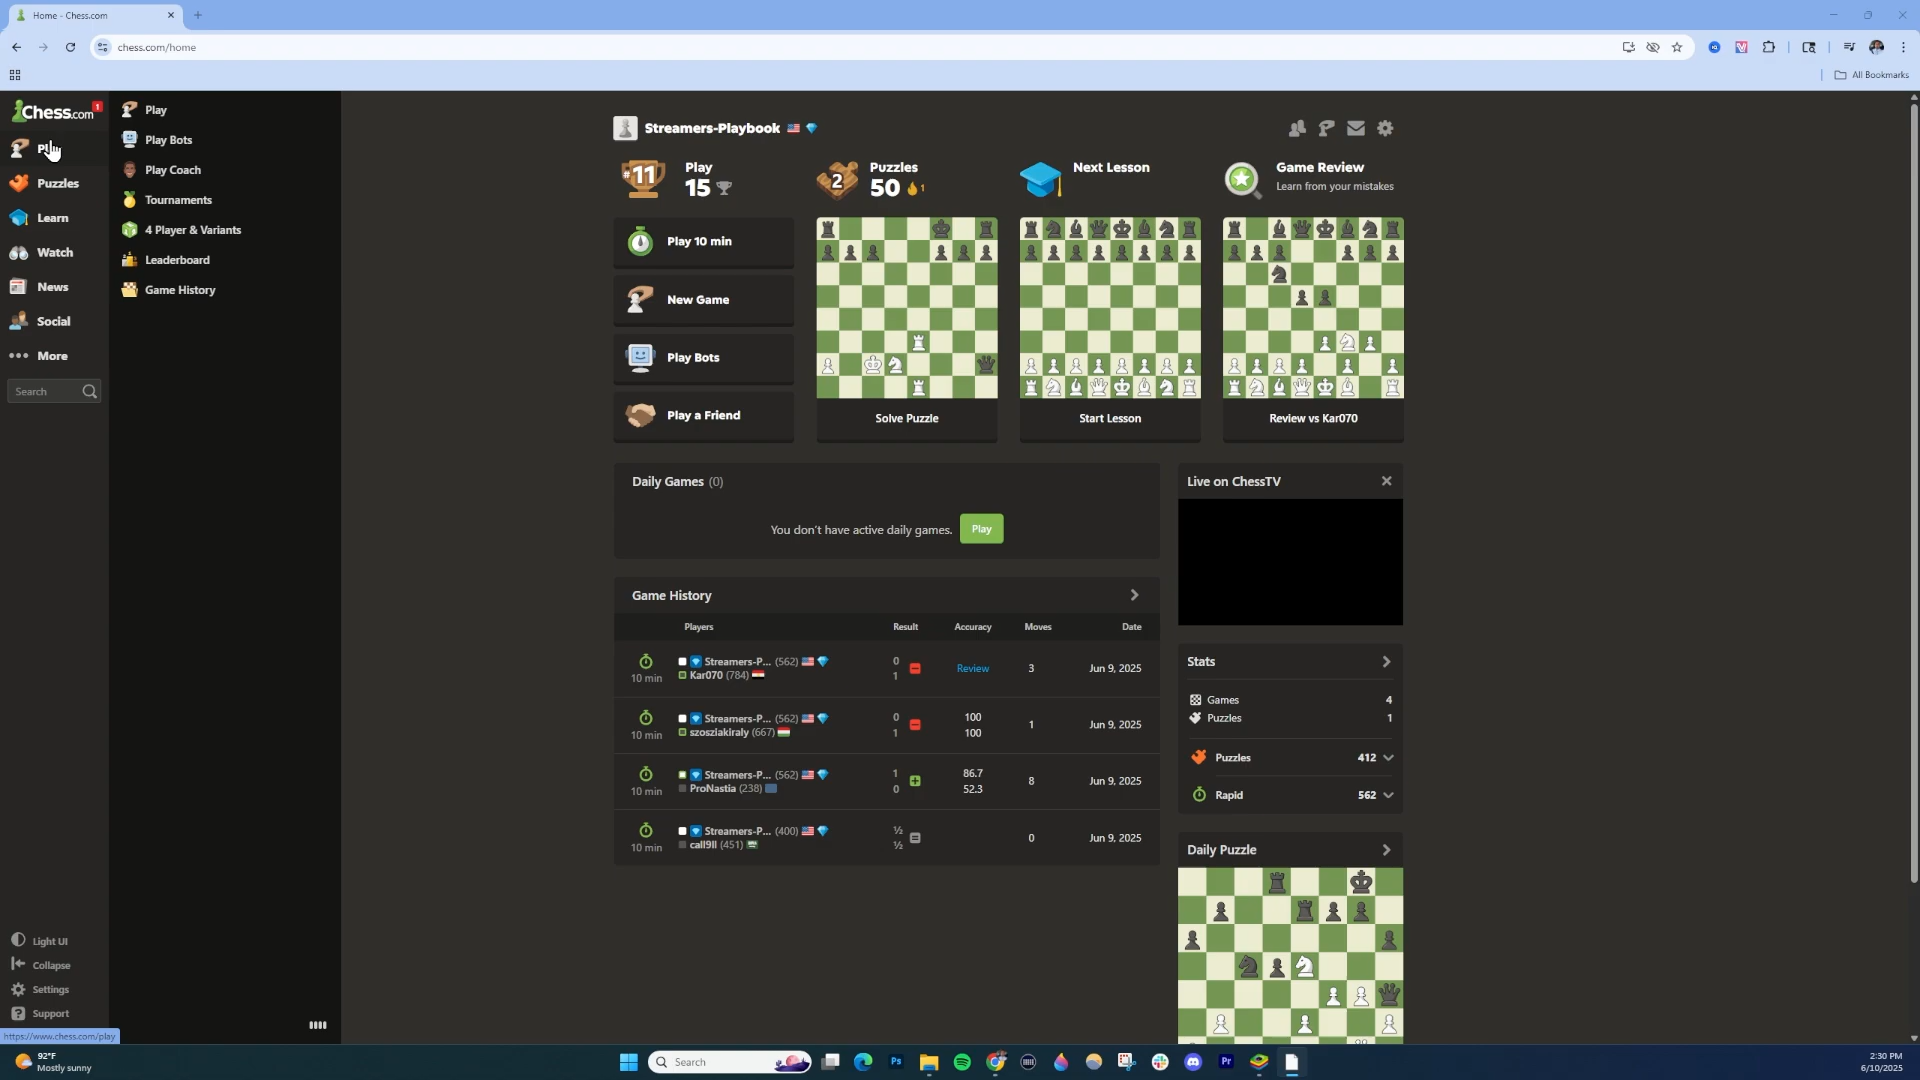 Home - Chess.com
chess.com/home
All Bookmarks
Chess.com
1
Play
Puzzles
Learn
Watch
News
Social
More
Search
Play
Play Bots
Play Coach
Tournaments
4 Player & Variants
Leaderboard
Game History
Light UI
Collapse
Settings
Support
https://www.chess.com/play
Streamers-Playbook
#11
Play
15
2
Puzzles
50 1
Next Lesson
Game Review
Learn from your mistakes
Play 10 min
New Game
Play Bots
Play a Friend
Solve Puzzle
Start Lesson
Review vs Kar070
Daily Games (0)
You don't have active daily games. Play
Game History
Players Result Accuracy Moves Date
Streamers-P... (562) 0
10 min Kar070 (784) 1 Review 3 Jun 9, 2025
Streamers-P... (562) 0 100
10 min szosziakiraly (667) 1 100 1 Jun 9, 2025
Streamers-P... (562) 1 86.7
10 min ProNastia (238) 0 52.3 8 Jun 9, 2025
Streamers-P... (400) ½
10 min call9ll (451) ½ 0 Jun 9, 2025
Live on ChessTV
Stats
Games 4
Puzzles 1
Puzzles 412
Rapid 562
Daily Puzzle
92°F
Mostly sunny
Search
Ps
Pr
2:30 PM
6/10/2025